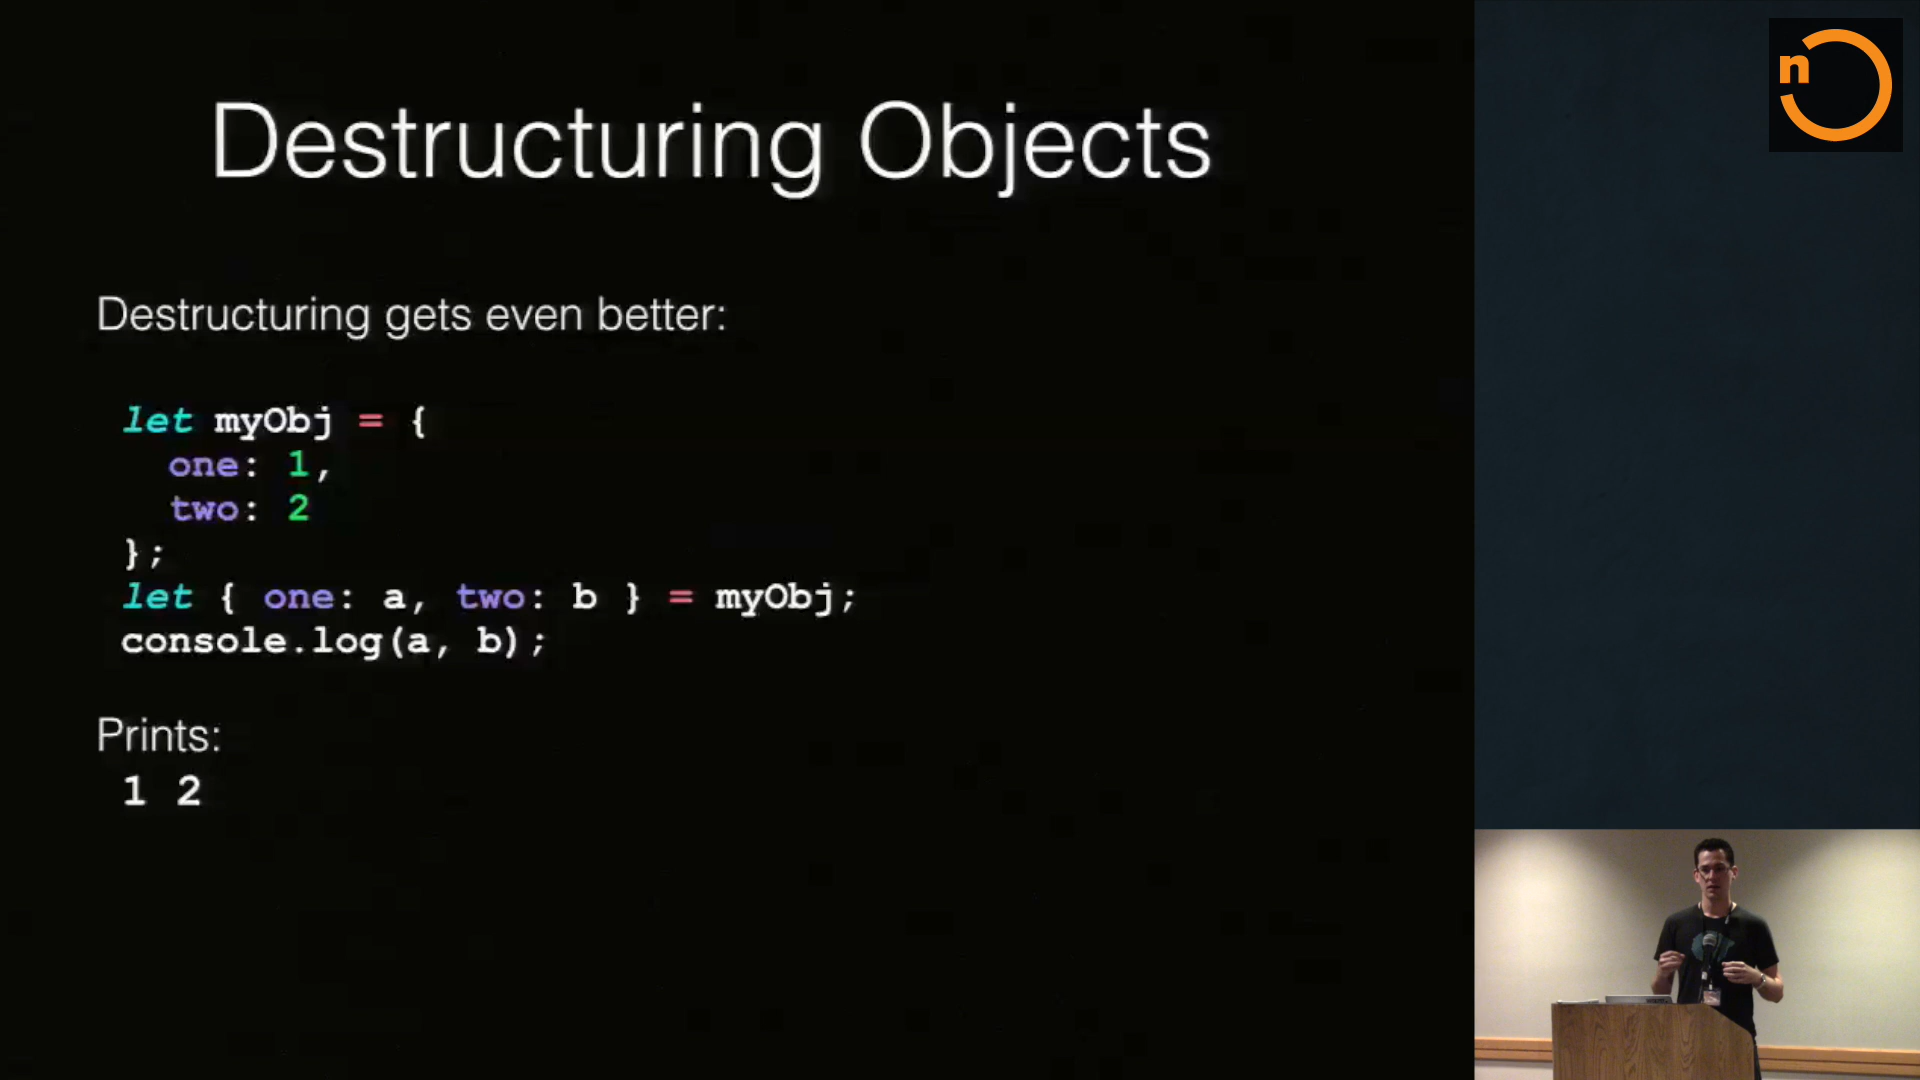 n
Destructuring Objects
Destructuring gets even better:
let myObj = {
  one: 1,
  two: 2
};
let { one: a, two: b } = myObj;
console.log(a, b);
Prints:
1 2